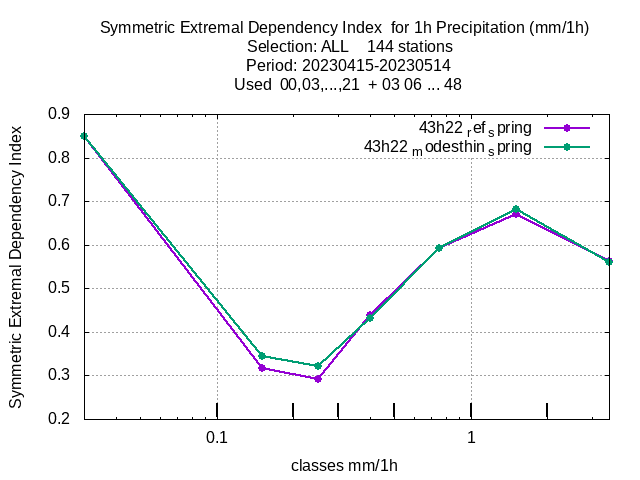 Symmetric Extremal Dependency Index  for 1h Precipitation (mm/1h)
Selection: ALL    144 stations
Period: 20230415-20230514
Used  00,03,...,21  + 03 06 ... 48
43h22 ref spring
43h22 modesthin spring
Symmetric Extremal Dependency Index
0.9
0.8
0.7
0.6
0.5
0.4
0.3
0.2
0.1
1
classes mm/1h